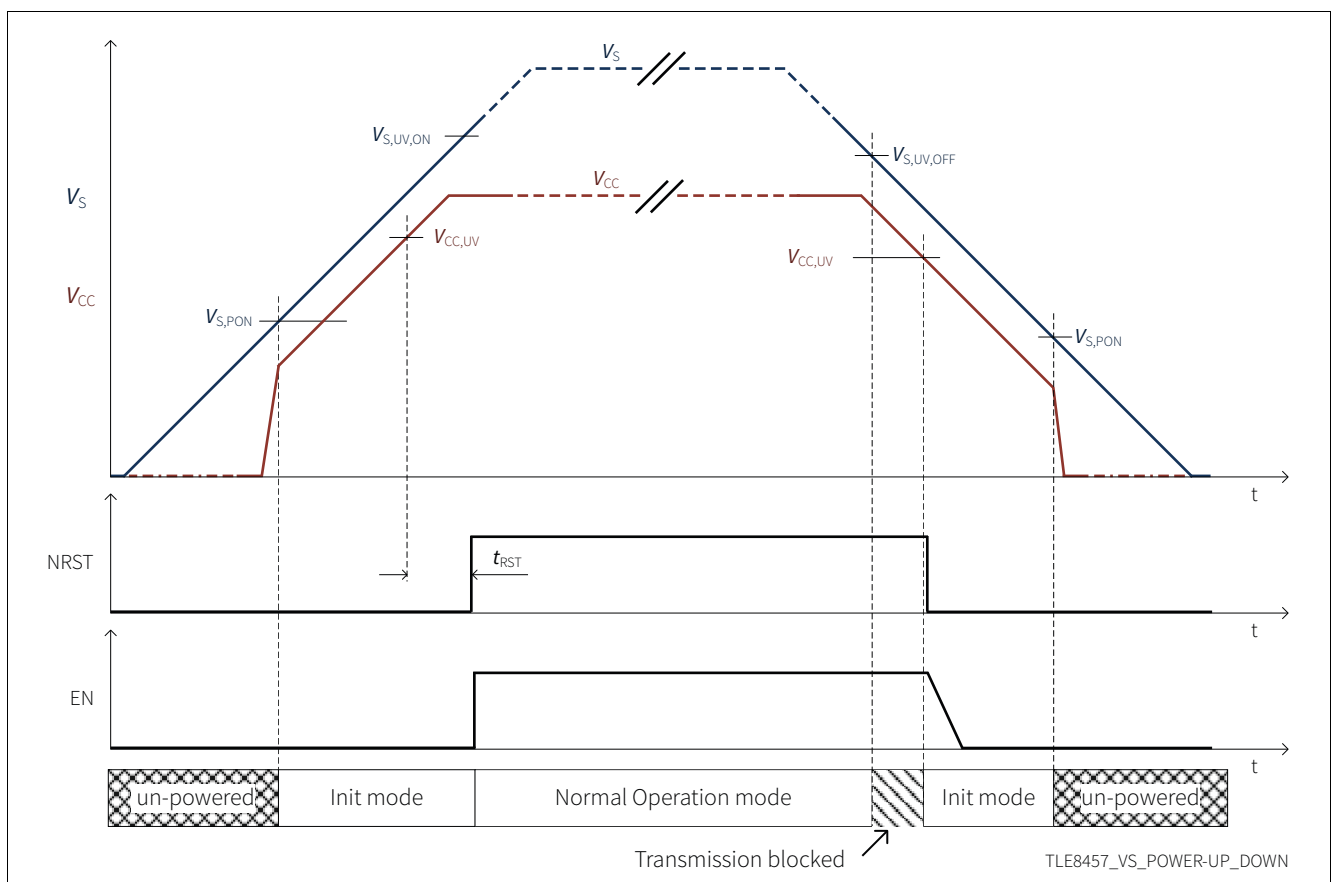 VS
VS,UV,ON
VS,UV,OFF
VS
VCC
VCC,UV
VCC,UV
VCC
VS,PON
VS,PON
t
NRST
tRST
t
EN
t
un-powered
Init mode
Normal Operation mode
Init mode
un-powered
Transmission blocked
TLE8457_VS_POWER-UP_DOWN